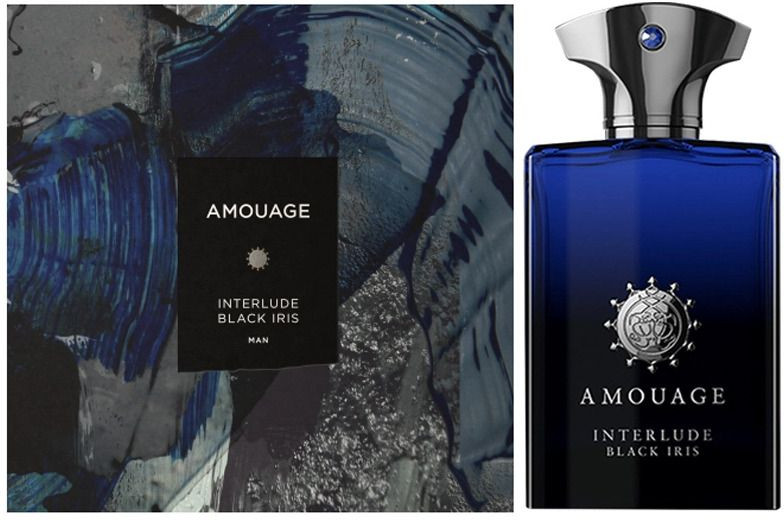 AMOUAGE
INTERLUDE
BLACK IRIS
MAN
AMOUAGE
INTERLUDE
BLACK IRIS